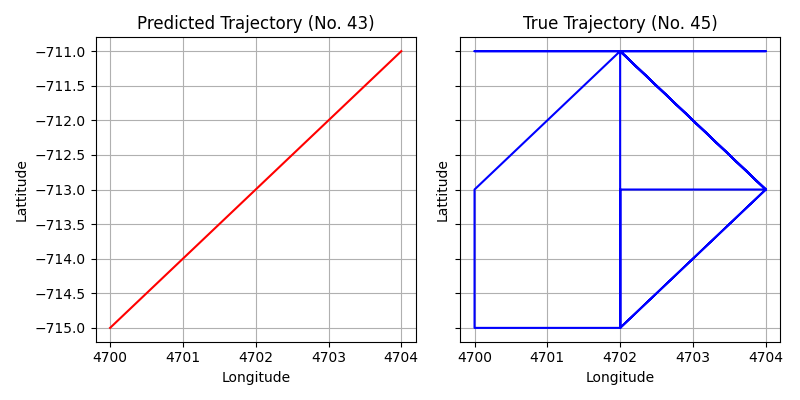 Predicted Trajectory (No. 43)
True Trajectory (No. 45)
−711.0
−711.5
−712.0
−712.5
−713.0
−713.5
−714.0
−714.5
−715.0
Lattitude
Lattitude
4700 4701 4702 4703 4704
4700 4701 4702 4703 4704
Longitude
Longitude